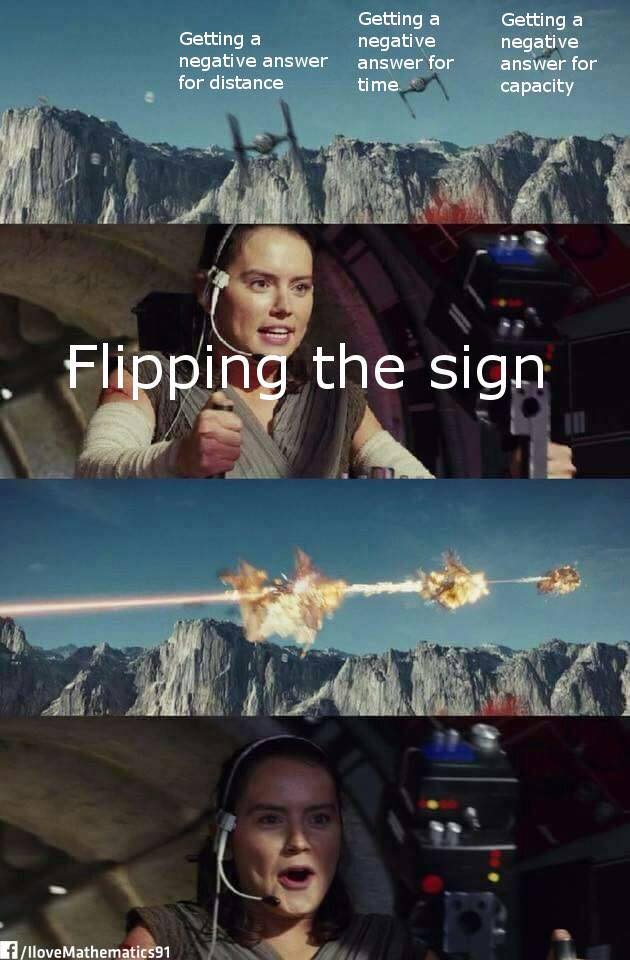 Getting a
negative answer
for distance
Getting a
negative
answer for
time
Getting a
negative
answer for
capacity
Flipping the sign
f/IloveMathematics91